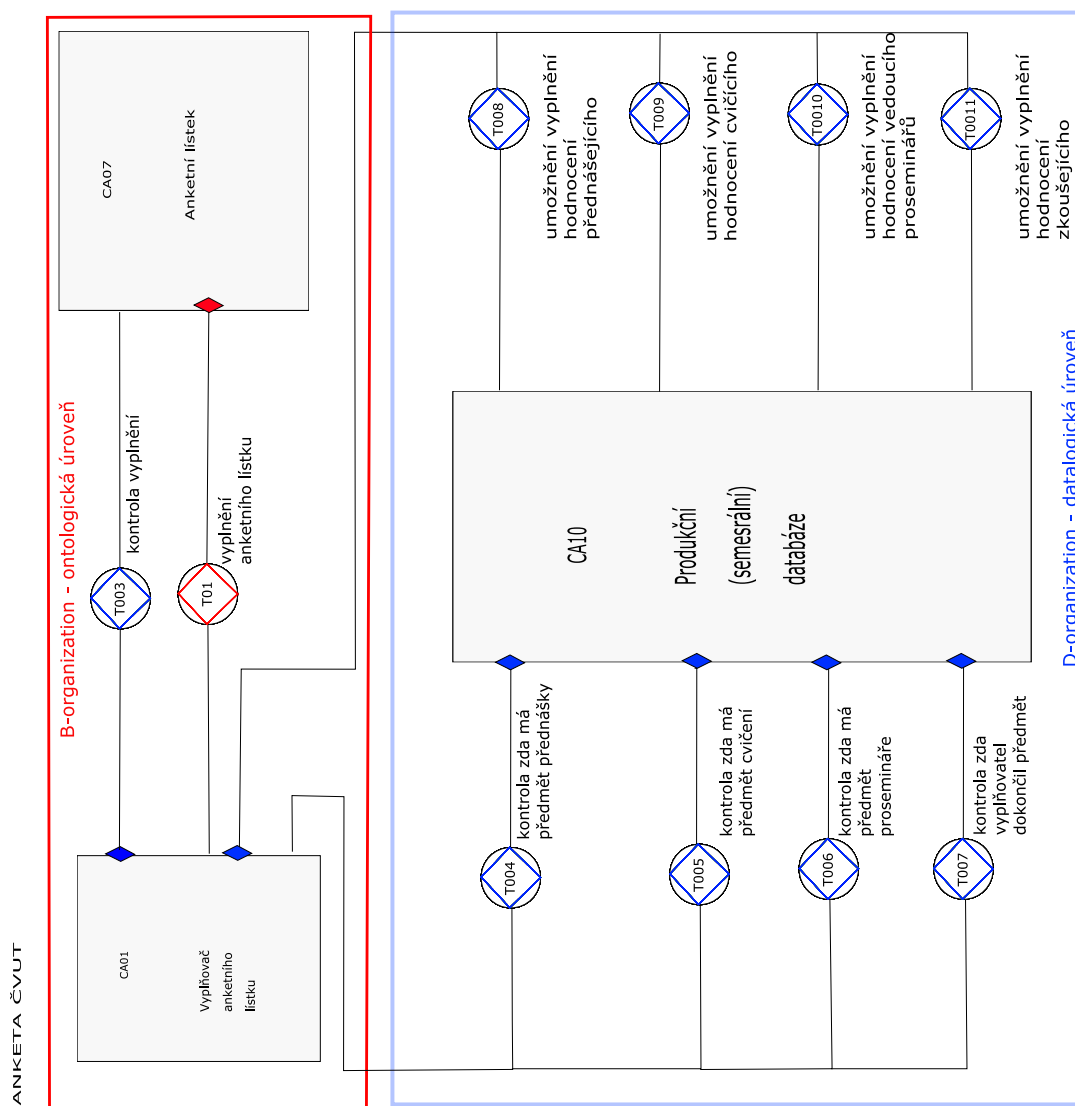 ANKETA ČVUT
B-organization - ontologická úroveň
CA01
Vyplňovač
anketního
lístku
T003
kontrola vyplnění
T01
vyplnění
anketního lístku
CA07
Anketní lístek
D-organization - datalogická úroveň
T004
kontrola zda má
předmět přednášky
T005
kontrola zda má
předmět cvičení
T006
kontrola zda má
předmět
prosemináře
T007
kontrola zda
vyplňovatel
dokončil předmět
CA10
Produkční
(semesrální)
databáze
T008
umožnění vyplnění
hodnocení
přednášejícího
T009
umožnění vyplnění
hodnocení cvičícího
T0010
umožnění vyplnění
hodnocení vedoucího
proseminářů
T0011
umožnění vyplnění
hodnocení
zkoušejícího